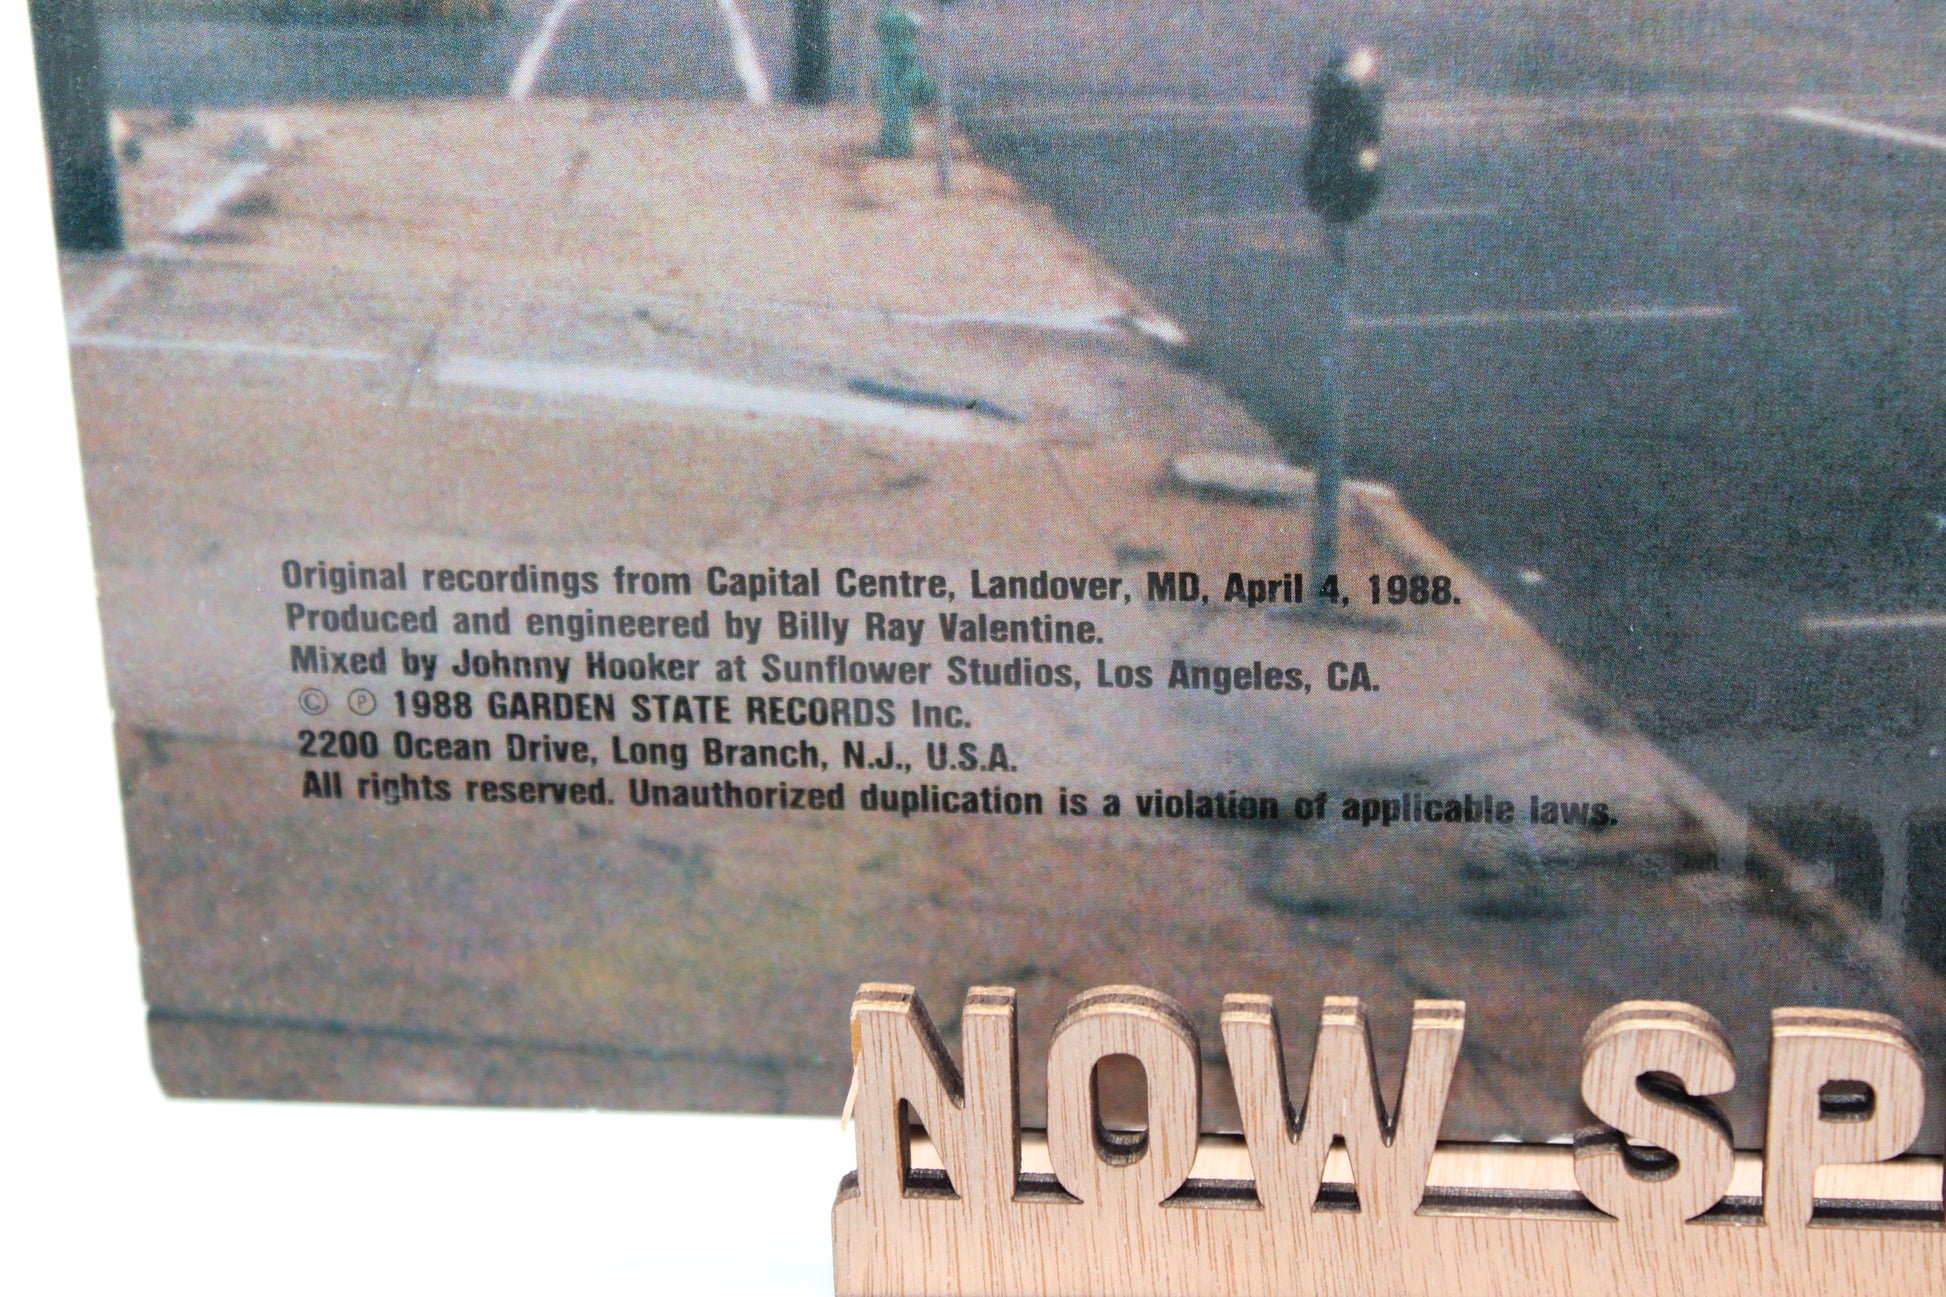 Original recordings from Capital Centre, Landover, MD, April 4, 1988.
Produced and engineered by Billy Ray Valentine.
Mixed by Johnny Hooker at Sunflower Studios, Los Angeles, CA.
© ℗ 1988 GARDEN STATE RECORDS Inc.
2200 Ocean Drive, Long Branch, N.J., U.S.A.
All rights reserved. Unauthorized duplication is a violation of applicable laws.
NOW SP